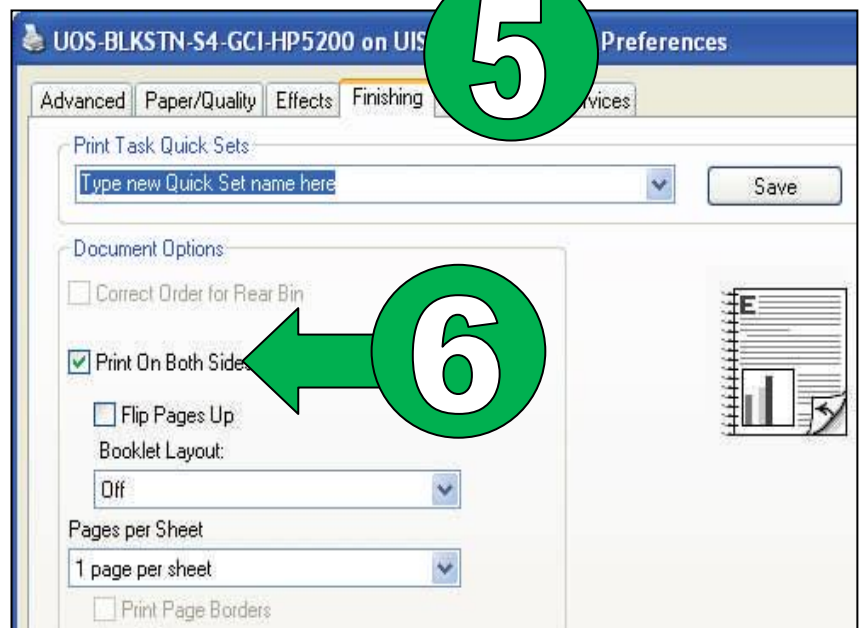 UOS-BLKSTN-S4-GCI-HP5200 on UIS
5
Preferences
Advanced Paper/Quality Effects Finishing
Print Task Quick Sets
Type new Quick Set name here
Save
Document Options
Correct Order for Rear Bin
E
Print On Both Sides
6
Flip Pages Up
Booklet Layout:
Off
Pages per Sheet
1 page per sheet
Print Page Borders